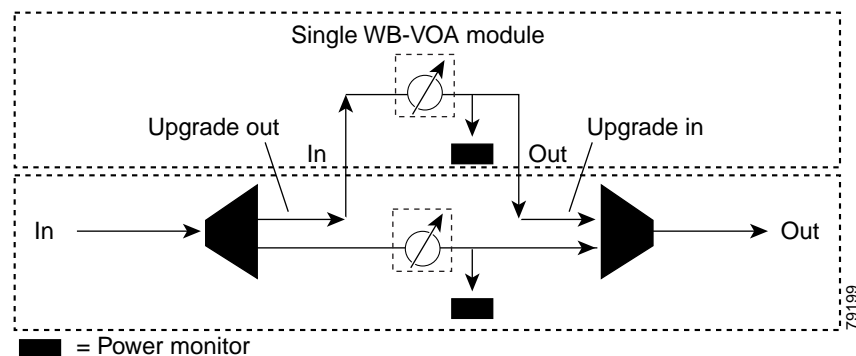 Single WB-VOA module
Upgrade out
Upgrade in
In
Out
In
Out
79199
= Power monitor